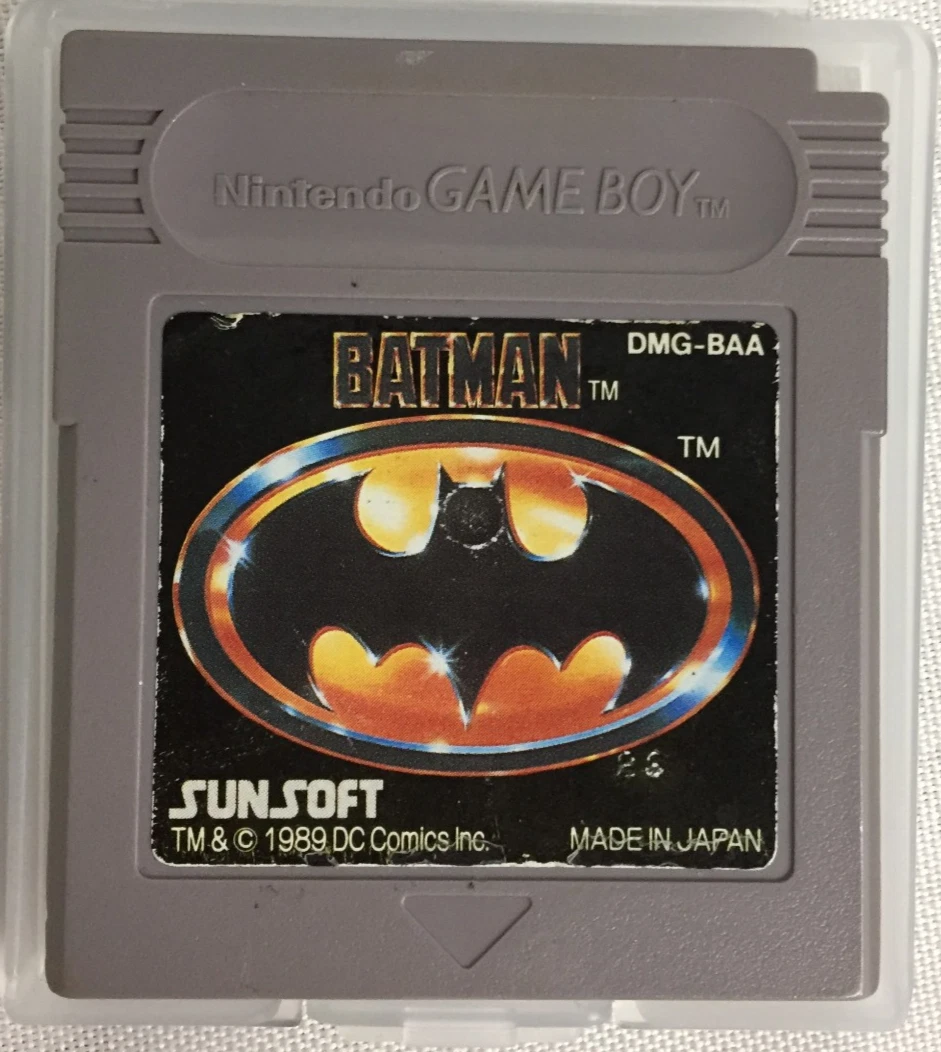 Nintendo GAME BOY TM
BATMAN TM
DMG-BAA
TM
SUNSOFT
TM & © 1989 DC Comics Inc.
MADE IN JAPAN